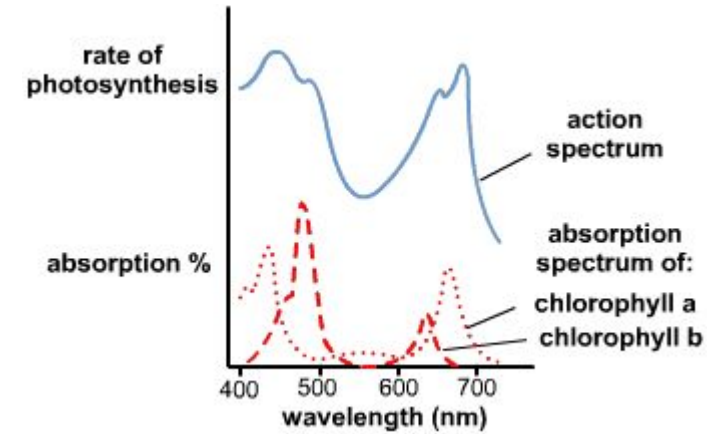 rate of
photosynthesis
action
spectrum
absorption %
absorption
spectrum of:
chlorophyll a
chlorophyll b
400 500 600 700
wavelength (nm)